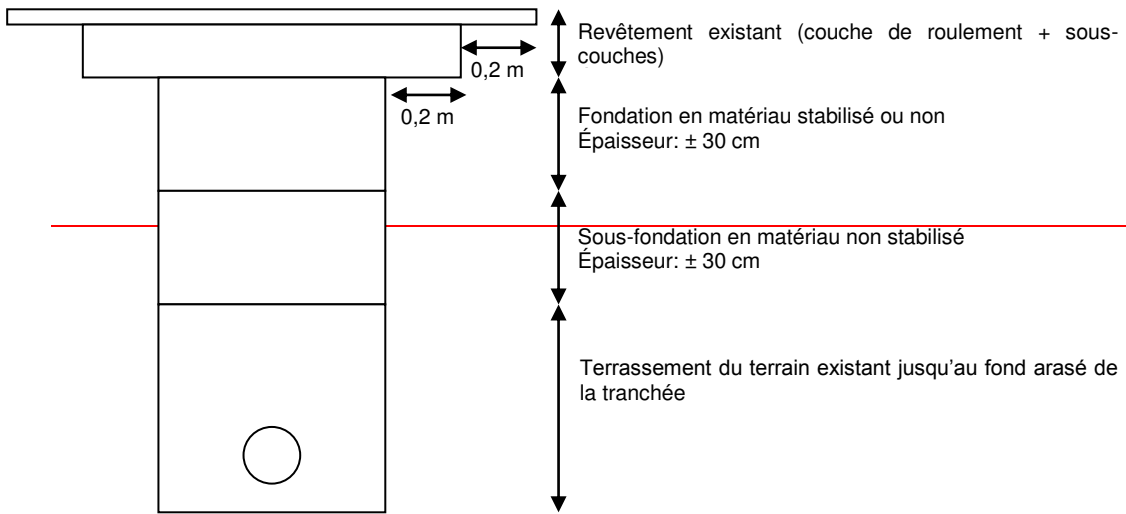 Revêtement existant (couche de roulement + sous-
couches)
0,2 m
0,2 m
Fondation en matériau stabilisé ou non
Épaisseur: ± 30 cm
Sous-fondation en matériau non stabilisé
Épaisseur: ± 30 cm
Terrassement du terrain existant jusqu'au fond arasé de
la tranchée